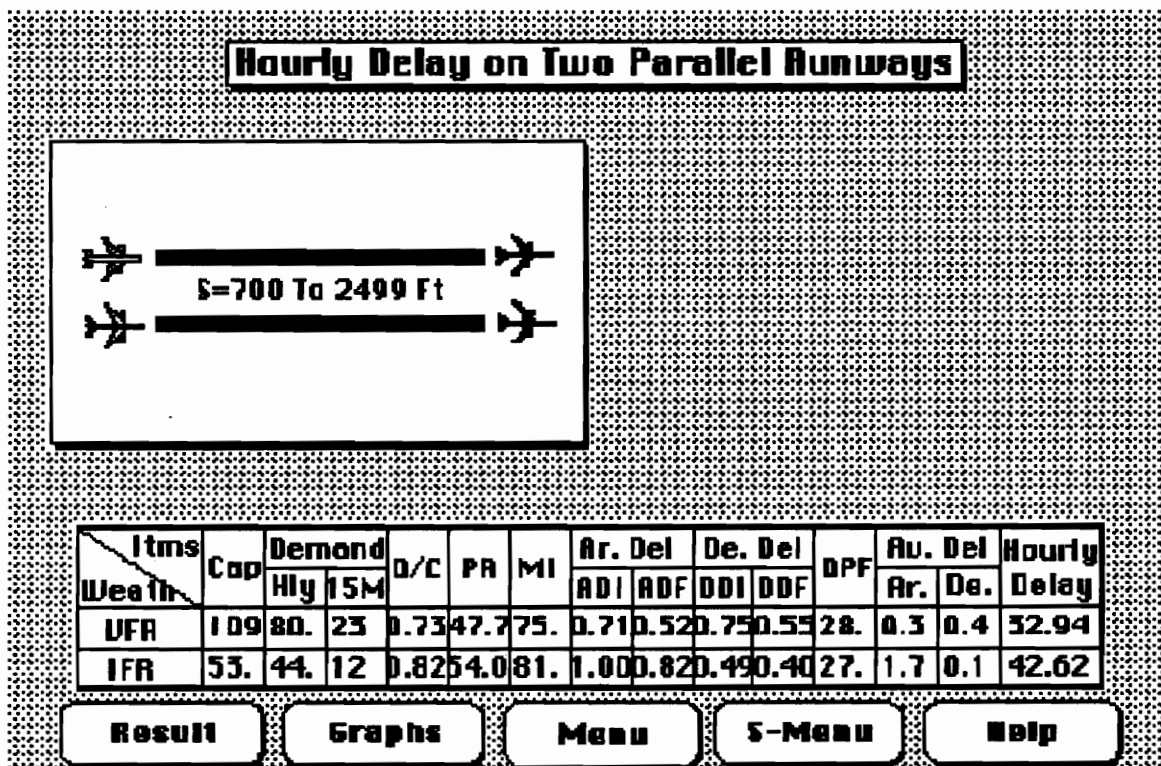 Hourly Delay on Two Parallel Runways
S=700 To 2499 Ft
Itms Weath Cap Demand D/C PA MI Ar. Del De. Del DPF Av. Del Hourly Delay
Hly 15M ADI ADF DDI DDF Ar. De.
VFR 109 80. 23 0.73 47.7 75. 0.71 0.52 0.75 0.55 28. 0.3 0.4 32.94
IFR 53. 44. 12 0.82 54.0 81. 1.00 0.82 0.49 0.40 27. 1.7 0.1 42.62
Result Graphs Menu S-Menu Help